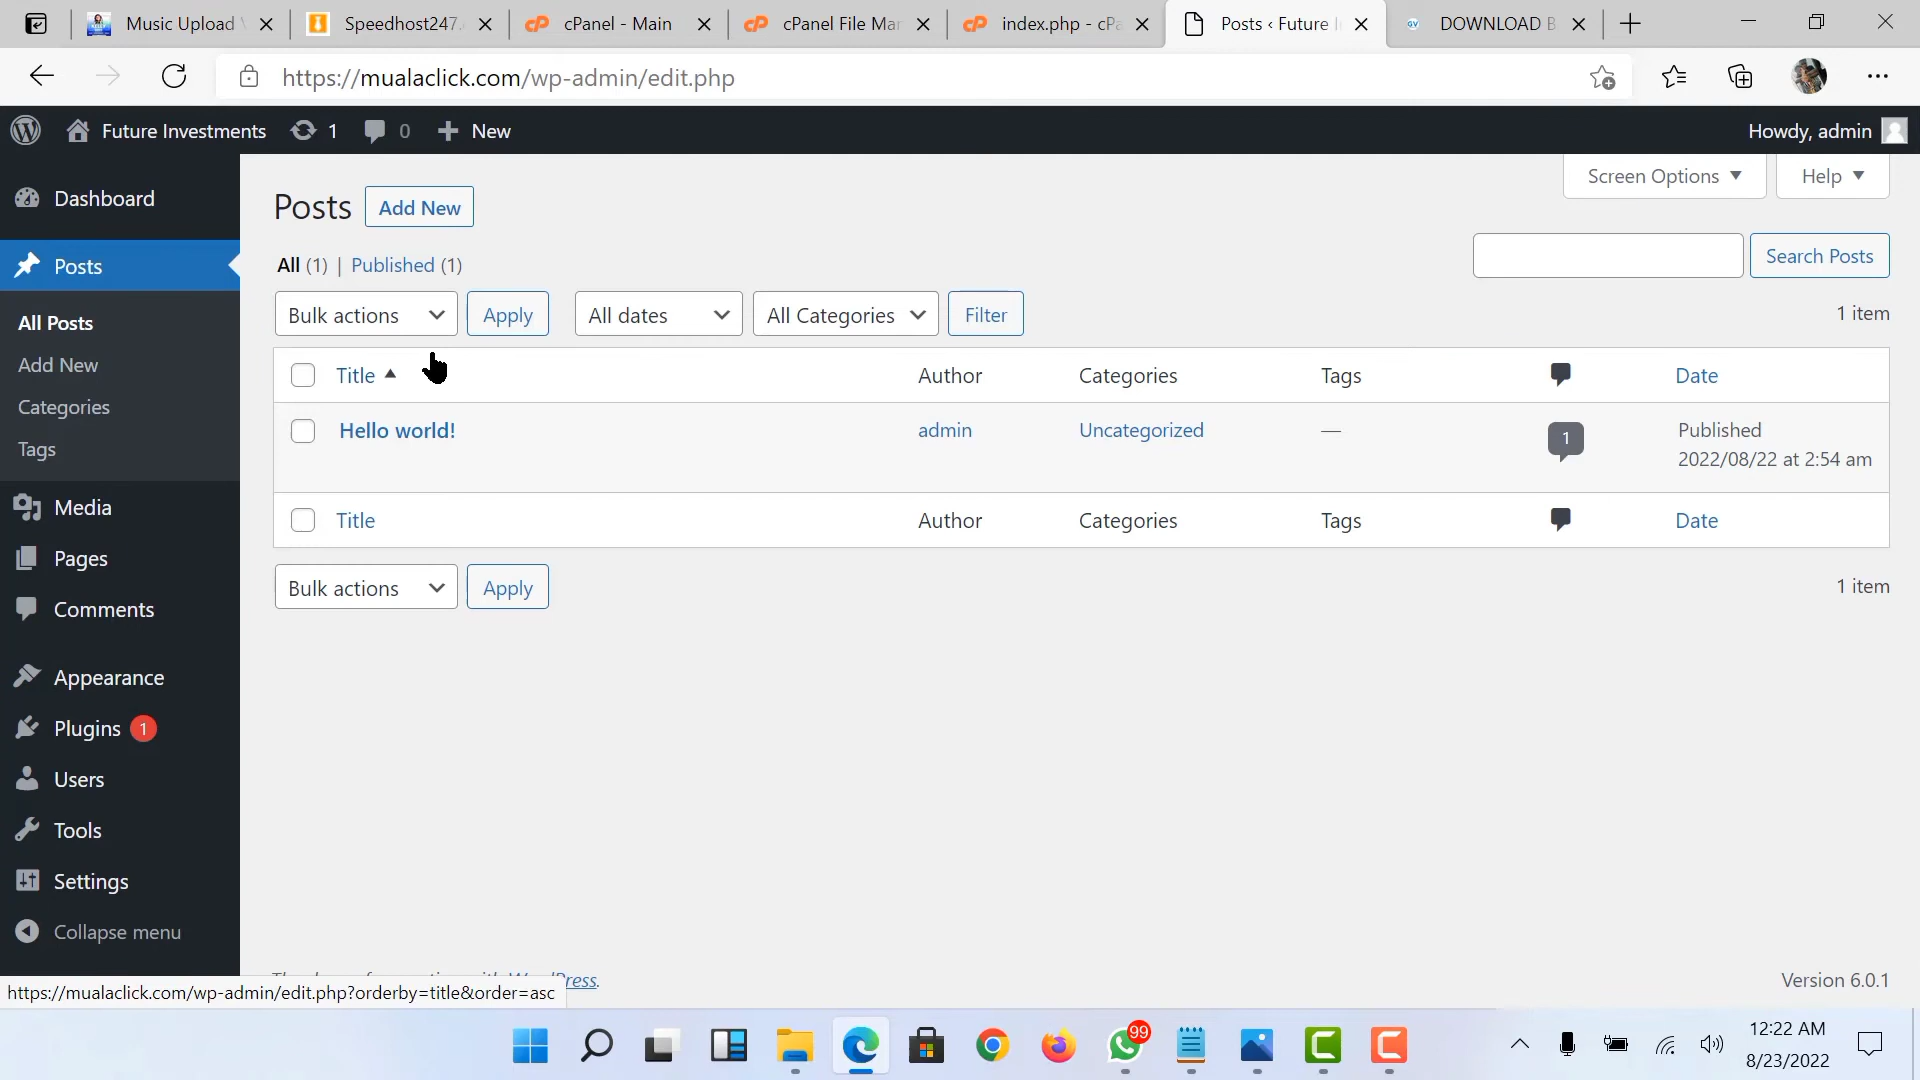 Music Upload
Speedhost247.
cPanel - Main
cPanel File Mar
index.php - cPa
Posts ‹ Future I
DOWNLOAD B
https://mualaclick.com/wp-admin/edit.php
Future Investments
1
0
New
Howdy, admin
Dashboard
Posts
All Posts
Add New
Categories
Tags
Media
Pages
Comments
Appearance
Plugins 1
Users
Tools
Settings
Collapse menu
Screen Options
Help
Posts
Add New
All (1) | Published (1)
Search Posts
Bulk actions
Apply
All dates
All Categories
Filter
1 item
Title
Author
Categories
Tags
Date
Hello world!
admin
Uncategorized
—
1
Published
2022/08/22 at 2:54 am
Title
Author
Categories
Tags
Date
Bulk actions
Apply
1 item
Version 6.0.1
https://mualaclick.com/wp-admin/edit.php?orderby=title&order=asc
99
12:22 AM
8/23/2022